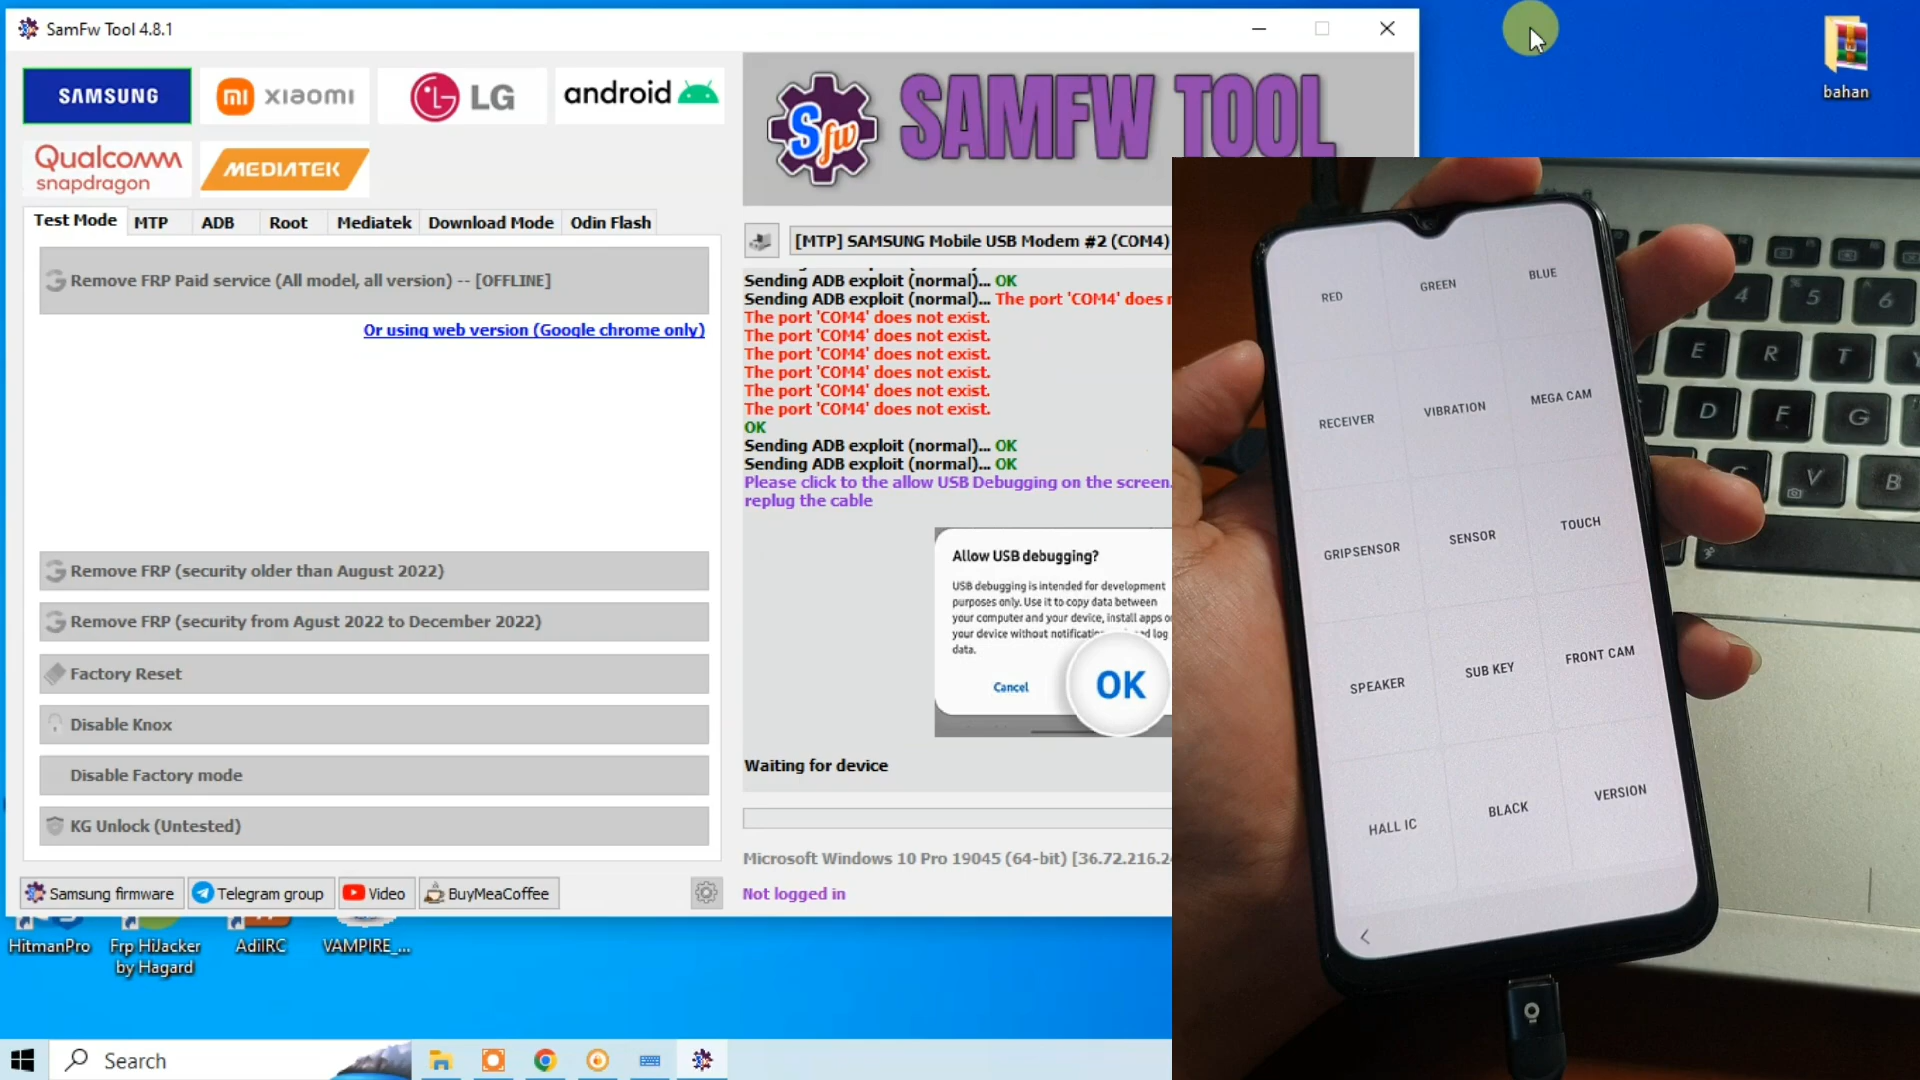 SamFw Tool 4.8.1
SAMSUNG
xiaomi
LG
android
Qualcomm
snapdragon
MEDIATEK
Test Mode
MTP
ADB
Root
Mediatek
Download Mode
Odin Flash
Remove FRP Paid service (All model, all version) -- [OFFLINE]
Or using web version (Google chrome only)
Remove FRP (security older than August 2022)
Remove FRP (security from Agust 2022 to December 2022)
Factory Reset
Disable Knox
Disable Factory mode
KG Unlock (Untested)
Samsung firmware
Telegram group
Video
BuyMeaCoffee
Sfw
SAMFW TOOL
[MTP] SAMSUNG Mobile USB Modem #2 (COM4)
Sending ADB exploit (normal)... OK
Sending ADB exploit (normal)... The port 'COM4' does
The port 'COM4' does not exist.
The port 'COM4' does not exist.
The port 'COM4' does not exist.
The port 'COM4' does not exist.
The port 'COM4' does not exist.
The port 'COM4' does not exist.
OK
Sending ADB exploit (normal)... OK
Sending ADB exploit (normal)... OK
Please click to the allow USB Debugging on the screen.
replug the cable
Allow USB debugging?
USB debugging is intended for development
purposes only. Use it to copy data between
your computer and your device, install apps
your device without log
data.
Cancel
OK
Waiting for device
Microsoft Windows 10 Pro 19045 (64-bit) [36.72.216.2
Not logged in
bahan
RED
GREEN
BLUE
RECEIVER
VIBRATION
MEGA CAM
GRIPSENSOR
SENSOR
TOUCH
SPEAKER
SUB KEY
FRONT CAM
HALL IC
BLACK
VERSION
4
5
6
E
R
T
D
F
G
V
B
HitmanPro
Frp HiJacker
by Hagard
AdiIRC
VAMPIRE_...
Search